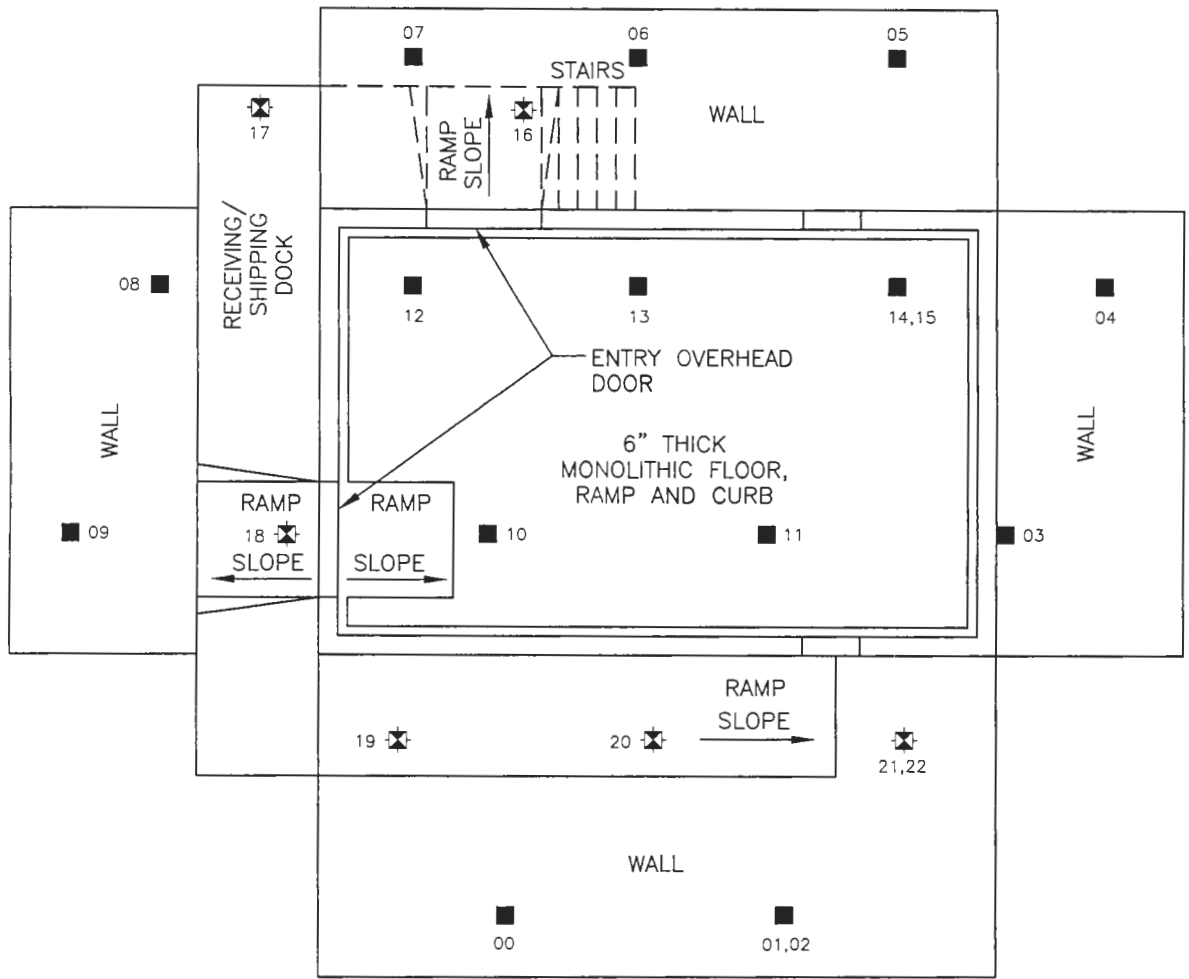 07
06
05
STAIRS
WALL
17
16
RAMP
SLOPE
RECEIVING/
SHIPPING
DOCK
08
12
13
14,15
04
ENTRY OVERHEAD
DOOR
WALL
WALL
6" THICK
MONOLITHIC FLOOR,
RAMP AND CURB
RAMP
RAMP
09
18
10
11
03
SLOPE
SLOPE
RAMP
SLOPE
19
20
21,22
WALL
00
01,02